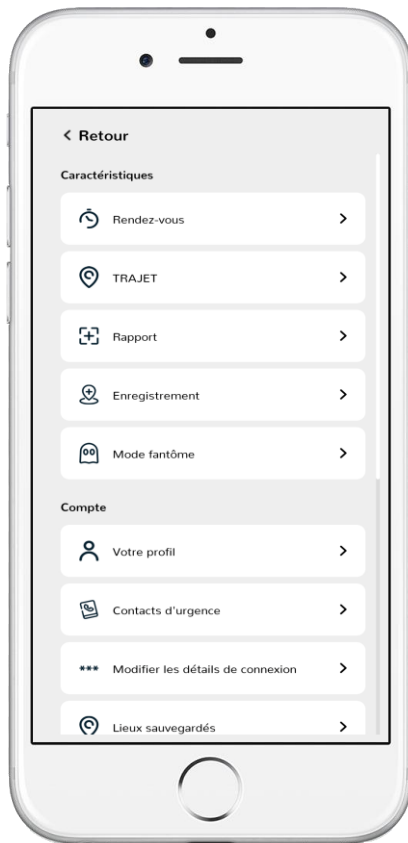 Retour
Caractéristiques
Rendez-vous
TRAJET
Rapport
Enregistrement
Mode fantôme
Compte
Votre profil
Contacts d'urgence
*** Modifier les détails de connexion
Lieux sauvegardés